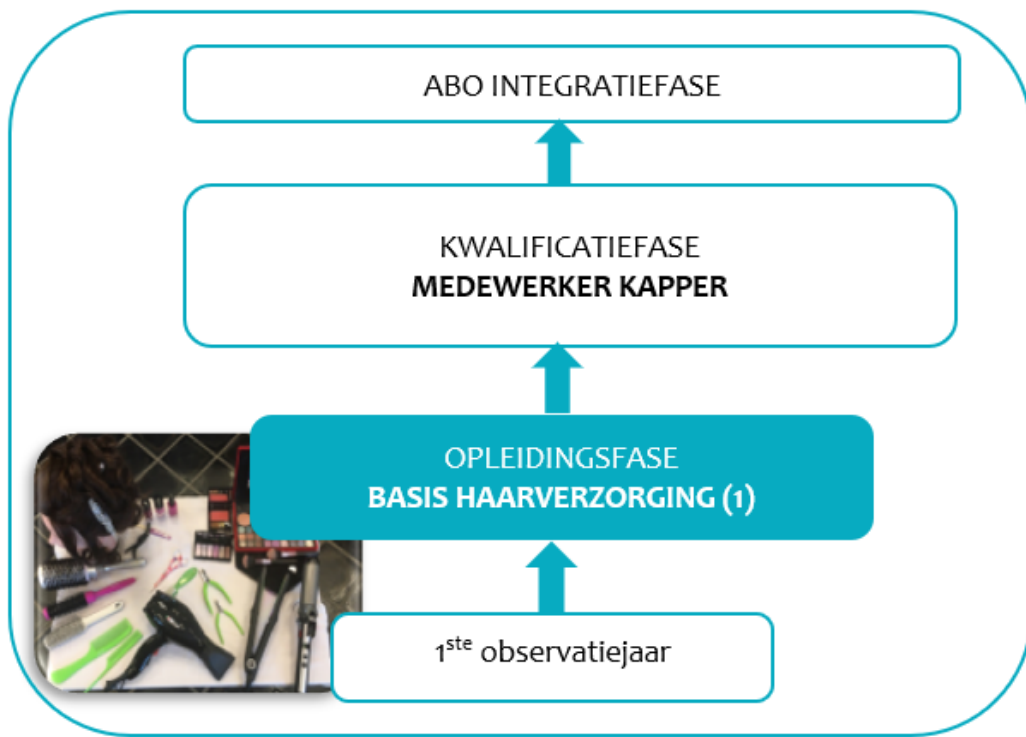 ABO INTEGRATIEFASE
KWALIFICATIEFASE
MEDEWERKER KAPPER
OPLEIDINGSFASE
BASIS HAARVERZORGING (1)
1ste observatiejaar